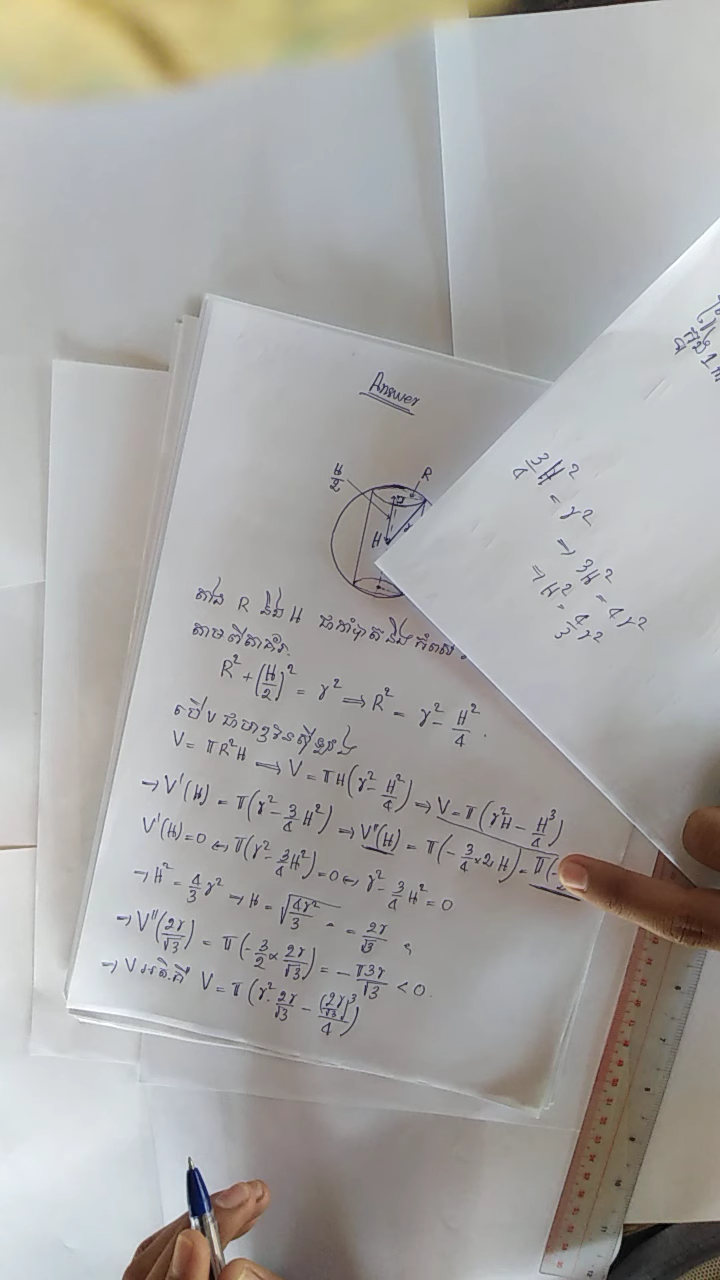 Answer
H/2
R
H
r
តាង R និង H ជាកាំបាតនិងកំពស់
តាមពីតាគ័រ
R² + (H/2)² = r² ⟹ R² = r² - H²/4 .
បើ V ជាមាឌរបស់ស៊ីឡាំង
V = πR²H ⟹ V = πH(r² - H²/4) ⟹ V = π(r²H - H³/4)
→ V'(H) = π(r² - 3/4 H²) ⟹ V''(H) = π(-3/4 × 2H) = π(-
V'(H) = 0 ↔ π(r² - 3/4 H²) = 0 ↔ r² - 3/4 H² = 0
→ H² = 4/3 r² → H = √(4r²/3) = 2r/√3
→ V''(2r/√3) = π(-3/2 × 2r/√3) = -π3r/√3 < 0.
→ V អតិ.គឺ V = π(r² · 2r/√3 - (2r/√3)³/4)
3/4 H² = r²
⟹ 3H² = 4r²
⟹ H² = 4/3 r²